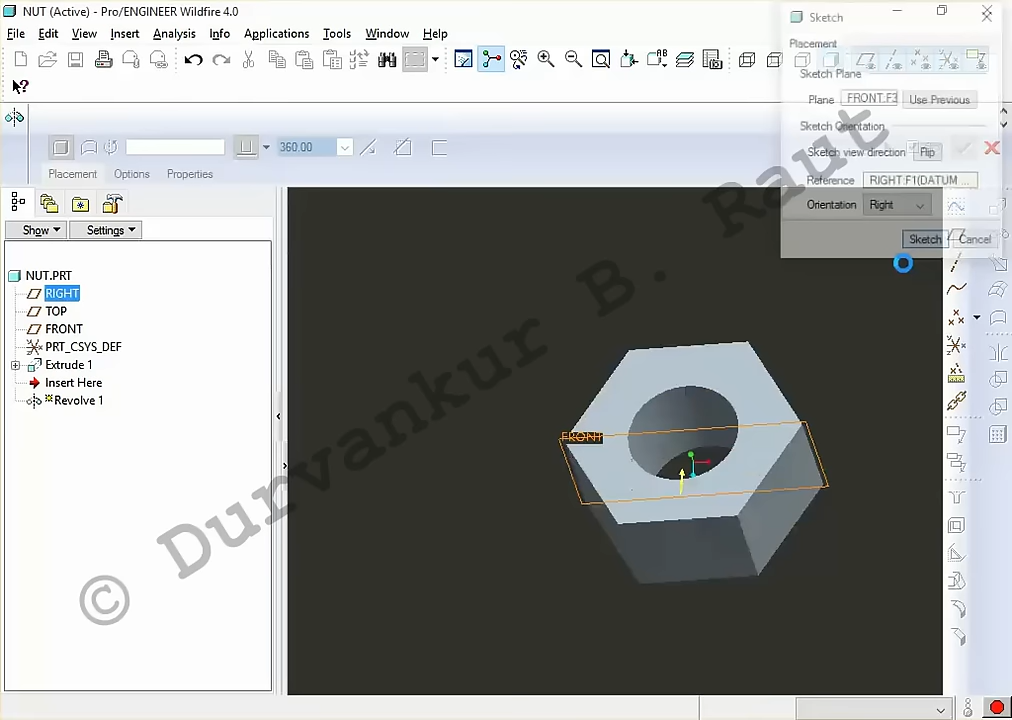 NUT (Active) - Pro/ENGINEER Wildfire 4.0
File Edit View Insert Analysis Info Applications Tools Window Help
Sketch
Placement
Sketch Plane
Plane FRONT:F3 Use Previous
Sketch Orientation
Sketch view direction Flip
Reference RIGHT:F1(DATUM ...
Orientation Right
Sketch Cancel
360.00
Placement Options Properties
Show Settings
NUT.PRT
RIGHT
TOP
FRONT
PRT_CSYS_DEF
Extrude 1
Insert Here
Revolve 1
FRONT
© Durvankur B. Raut